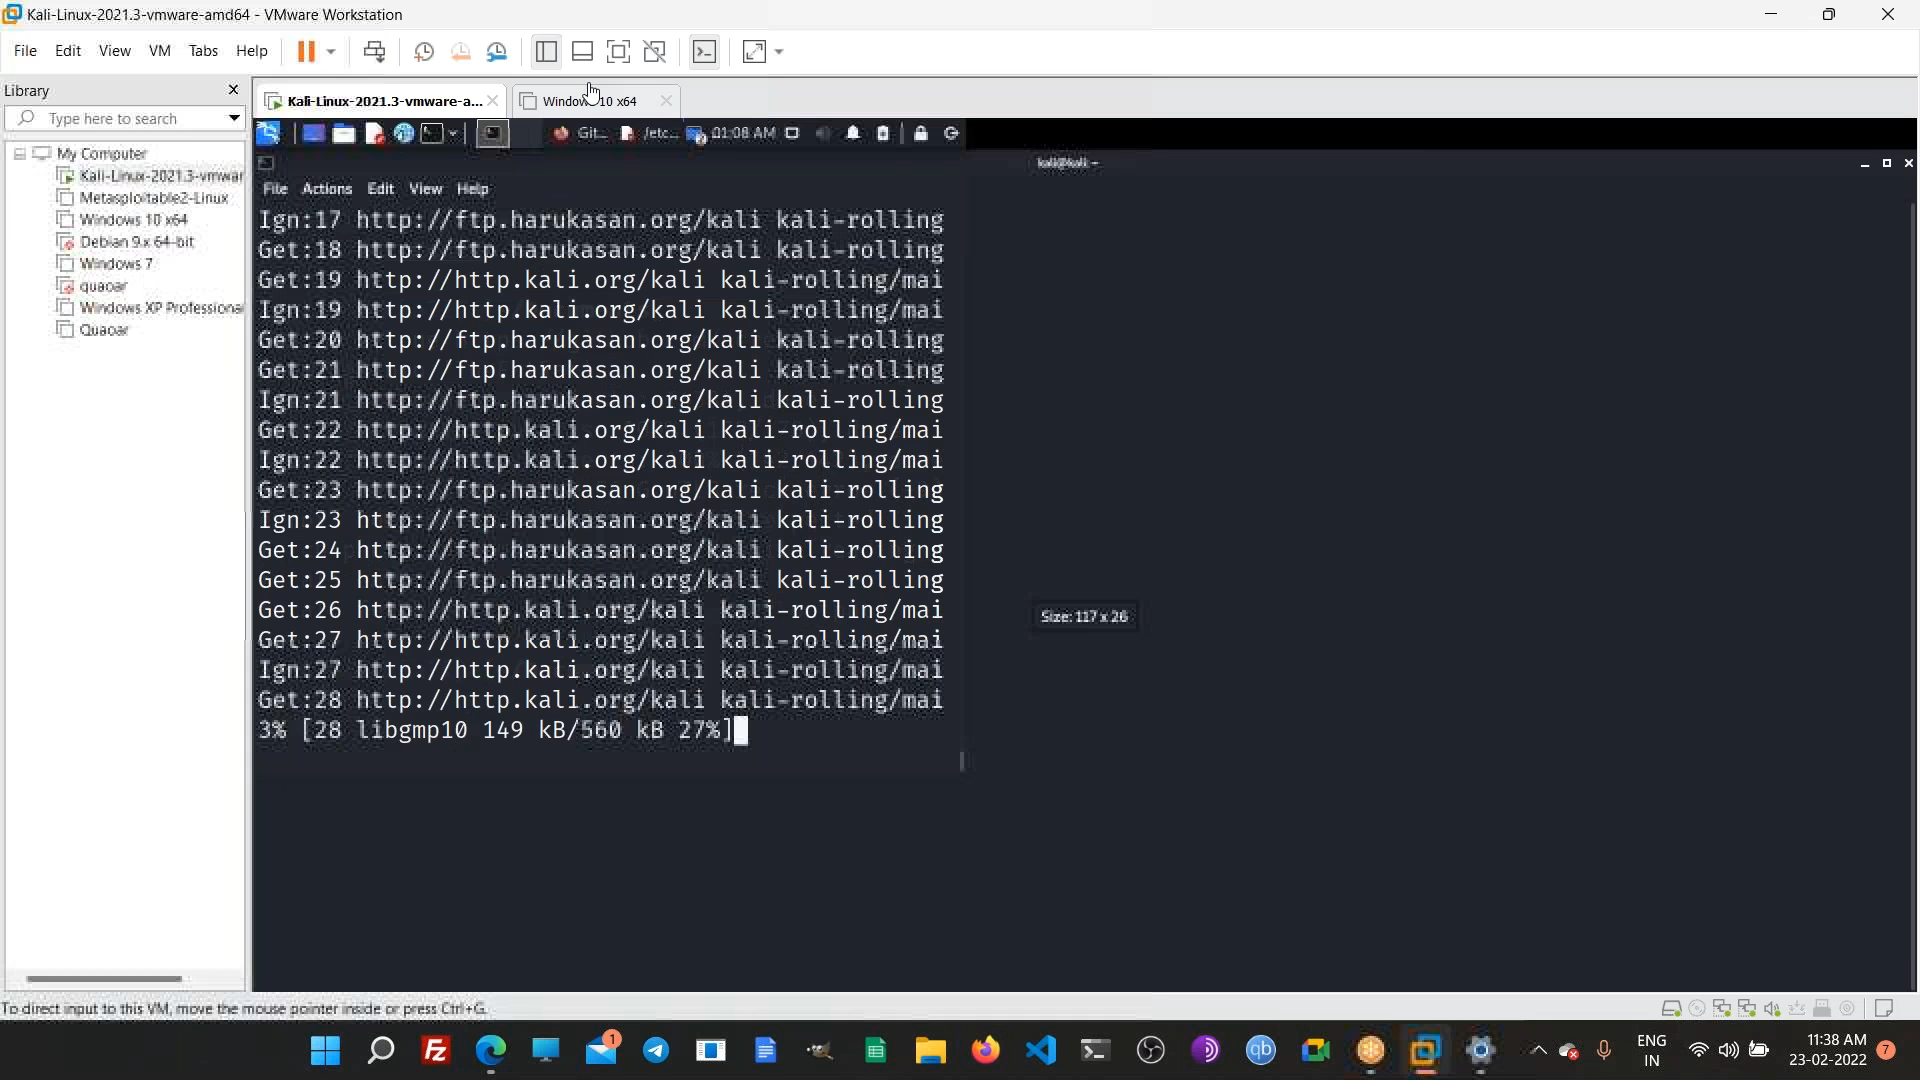 Kali-Linux-2021.3-vmware-amd64 - VMware Workstation
File Edit View VM Tabs Help
Library
Type here to search
My Computer
Kali-Linux-2021.3-vmwar
Metasploitable2-Linux
Windows 10 x64
Debian 9.x 64-bit
Windows 7
quaoar
Windows XP Professiona
Quaoar
Kali-Linux-2021.3-vmware-a...
Windows 10 x64
Git... /etc... 01:08 AM
kali@kali: ~
File Actions Edit View Help
Ign:17 http://ftp.harukasan.org/kali kali-rolling
Get:18 http://ftp.harukasan.org/kali kali-rolling
Get:19 http://http.kali.org/kali kali-rolling/mai
Ign:19 http://http.kali.org/kali kali-rolling/mai
Get:20 http://ftp.harukasan.org/kali kali-rolling
Get:21 http://ftp.harukasan.org/kali kali-rolling
Ign:21 http://ftp.harukasan.org/kali kali-rolling
Get:22 http://http.kali.org/kali kali-rolling/mai
Ign:22 http://http.kali.org/kali kali-rolling/mai
Get:23 http://ftp.harukasan.org/kali kali-rolling
Ign:23 http://ftp.harukasan.org/kali kali-rolling
Get:24 http://ftp.harukasan.org/kali kali-rolling
Get:25 http://ftp.harukasan.org/kali kali-rolling
Get:26 http://http.kali.org/kali kali-rolling/mai
Get:27 http://http.kali.org/kali kali-rolling/mai
Ign:27 http://http.kali.org/kali kali-rolling/mai
Get:28 http://http.kali.org/kali kali-rolling/mai
3% [28 libgmp10 149 kB/560 kB 27%]
Size: 117 x 26
To direct input to this VM, move the mouse pointer inside or press Ctrl+G.
1
qb
ENG
IN
11:38 AM
23-02-2022
7